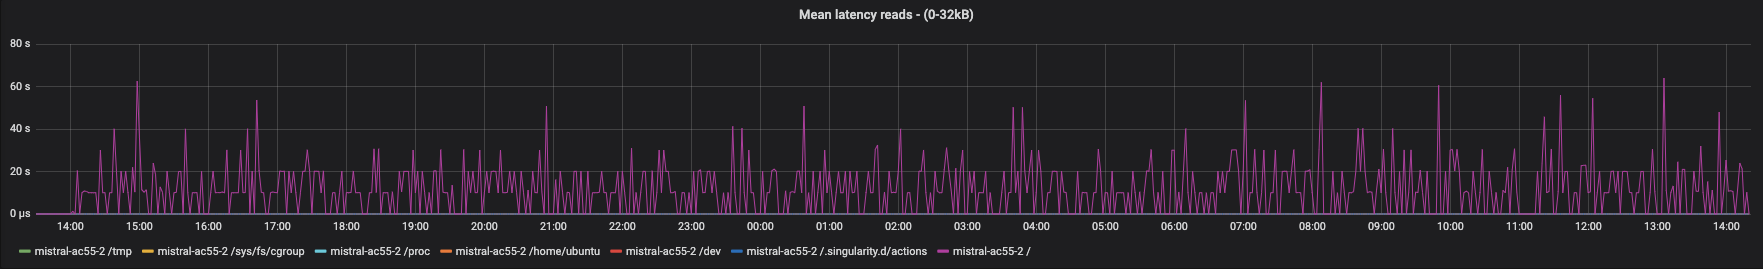 Mean latency reads - (0-32kB)
80 s
60 s
40 s
20 s
0 µs
14:00 15:00 16:00 17:00 18:00 19:00 20:00 21:00 22:00 23:00 00:00 01:00 02:00 03:00 04:00 05:00 06:00 07:00 08:00 09:00 10:00 11:00 12:00 13:00 14:00
mistral-ac55-2 /tmp mistral-ac55-2 /sys/fs/cgroup mistral-ac55-2 /proc mistral-ac55-2 /home/ubuntu mistral-ac55-2 /dev mistral-ac55-2 /.singularity.d/actions mistral-ac55-2 /